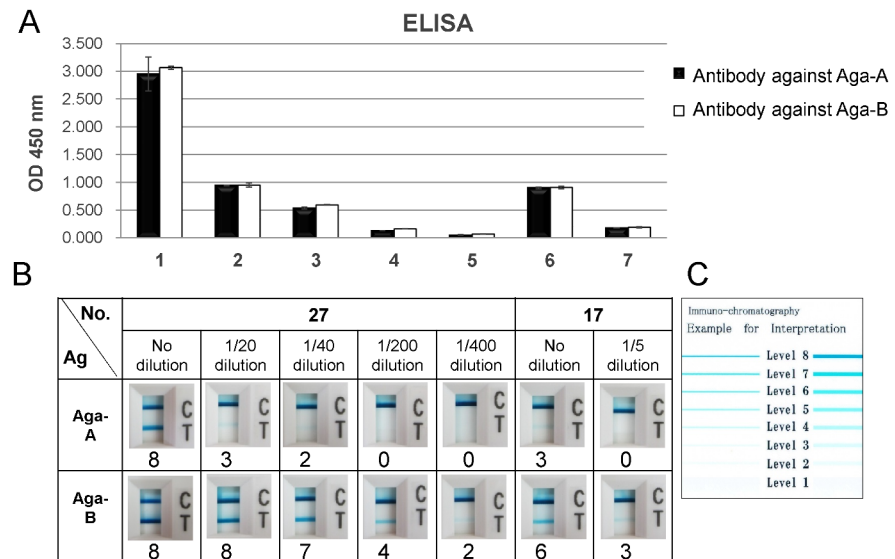 A
ELISA
3.500
3.000
2.500
2.000
1.500
1.000
0.500
0.000
OD 450 nm
1 2 3 4 5 6 7
Antibody against Aga-A
Antibody against Aga-B
B
No.
Ag
27
17
No dilution
1/20 dilution
1/40 dilution
1/200 dilution
1/400 dilution
No dilution
1/5 dilution
Aga-A
C C C C C C C
T T T T T T T
8 3 2 0 0 3 0
Aga-B
C C C C C C C
T T T T T T T
8 8 7 4 2 6 3
C
Immuno-chromatography
Example for Interpretation
Level 8
Level 7
Level 6
Level 5
Level 4
Level 3
Level 2
Level 1